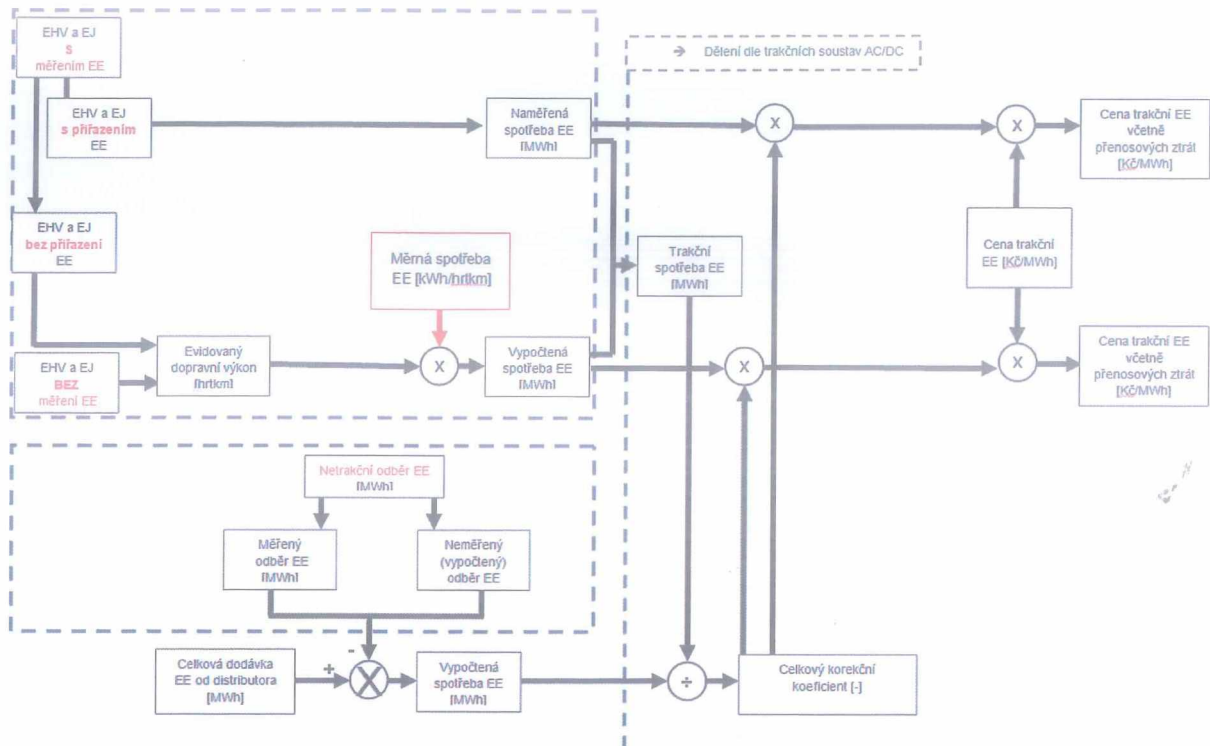 EHV a EJ
S
měřením EE
→ Dělení dle trakčních soustav AC/DC
EHV a EJ
s přiřazením
EE
Naměřená
spotřeba EE
[MWh]
X
X
Cena trakční EE
včetně
přenosových ztrát
[Kč/MWh]
EHV a EJ
bez přiřazení
EE
Měrná spotřeba
EE [kWh/hrtkm]
Trakční
spotřeba EE
[MWh]
Cena trakční
EE [Kč/MWh]
Evidovaný
dopravní výkon
[hrtkm]
X
Vypočtená
spotřeba EE
[MWh]
X
X
Cena trakční EE
včetně
přenosových ztrát
[Kč/MWh]
EHV a EJ
BEZ
měření EE
Netrakční odběr EE
[MWh]
Měřený
odběr EE
[MWh]
Neměřený
(vypočtený)
odběr EE
-
Celková dodávka
EE od distributora
[MWh]
+
X
Vypočtená
spotřeba EE
[MWh]
÷
Celkový korekční
koeficient [-]